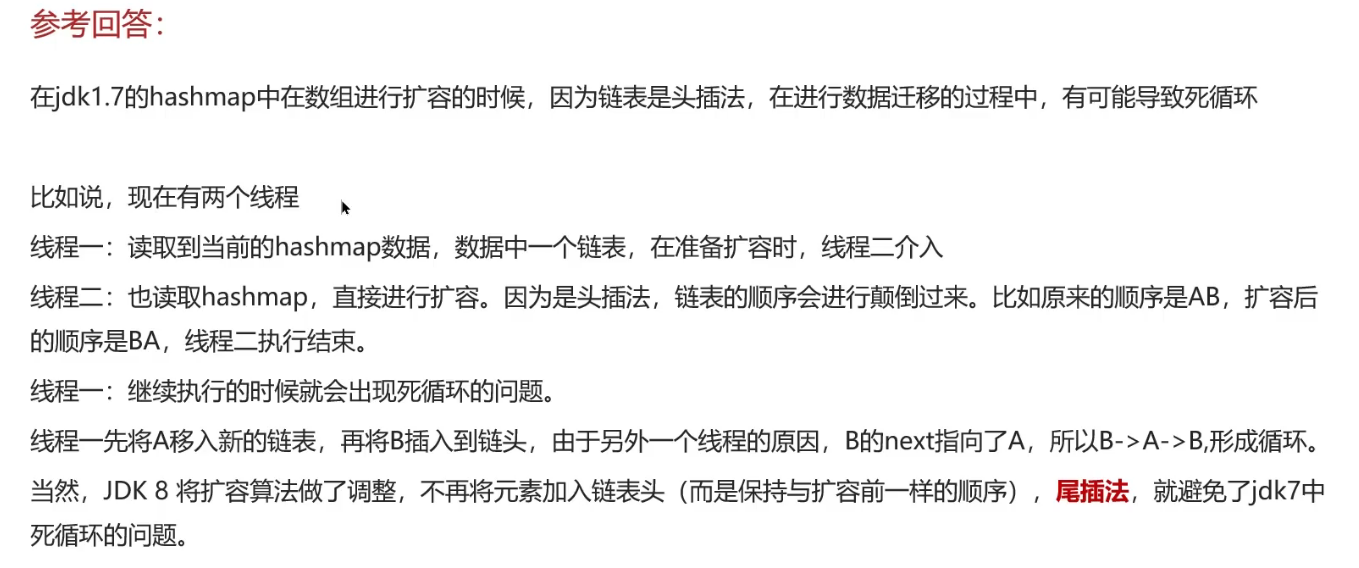 参考回答：
在jdk1.7的hashmap中在数组进行扩容的时候，因为链表是头插法，在进行数据迁移的过程中，有可能导致死循环
比如说，现在有两个线程
线程一：读取到当前的hashmap数据，数据中一个链表，在准备扩容时，线程二介入
线程二：也读取hashmap，直接进行扩容。因为是头插法，链表的顺序会进行颠倒过来。比如原来的顺序是AB，扩容后
的顺序是BA，线程二执行结束。
线程一：继续执行的时候就会出现死循环的问题。
线程一先将A移入新的链表，再将B插入到链头，由于另外一个线程的原因，B的next指向了A，所以B->A->B,形成循环。
当然，JDK 8 将扩容算法做了调整，不再将元素加入链表头（而是保持与扩容前一样的顺序），尾插法，就避免了jdk7中
死循环的问题。